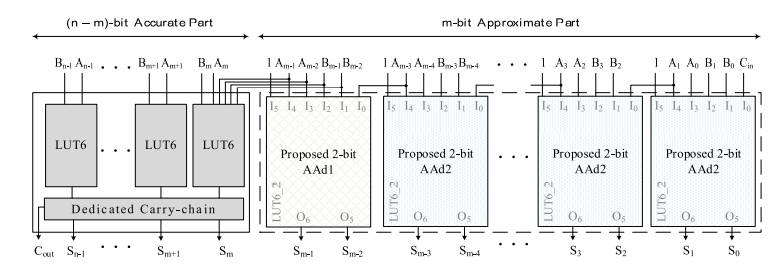 (n – m)-bit Accurate Part m-bit Approximate Part
Bn-1 An-1 · · · Bm+1 Am+1 Bm Am 1 Am-1 Am-2 Bm-1 Bm-2 1 Am-3 Am-4 Bm-3 Bm-4 · · · 1 A3 A2 B3 B2 1 A1 A0 B1 B0 Cin
I5 I4 I3 I2 I1 I0 I5 I4 I3 I2 I1 I0 I5 I4 I3 I2 I1 I0 I5 I4 I3 I2 I1 I0
LUT6 · · · LUT6 LUT6
Proposed 2-bit Proposed 2-bit · · · Proposed 2-bit Proposed 2-bit
AAd1 AAd2 AAd2 AAd2
LUT6_2 LUT6_2 LUT6_2 LUT6_2
Dedicated Carry-chain
O6 O5 O6 O5 O6 O5 O6 O5
Cout Sn-1 · · · Sm+1 Sm Sm-1 Sm-2 Sm-3 Sm-4 · · · S3 S2 S1 S0